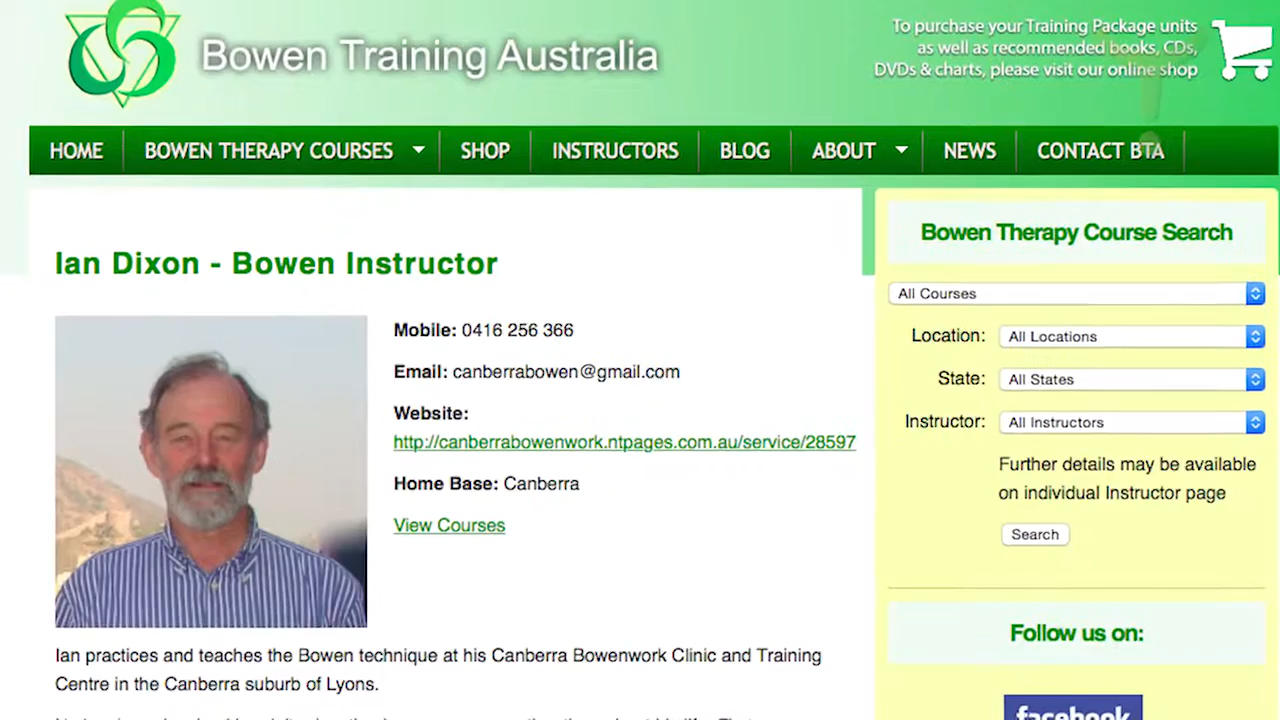 Bowen Training Australia
To purchase your Training Package units
as well as recommended books, CDs,
DVDs & charts, please visit our online shop
HOME
BOWEN THERAPY COURSES
SHOP
INSTRUCTORS
BLOG
ABOUT
NEWS
CONTACT BTA
Ian Dixon - Bowen Instructor
Mobile: 0416 256 366
Email: canberrabowen@gmail.com
Website:
http://canberrabowenwork.ntpages.com.au/service/28597
Home Base: Canberra
View Courses
Ian practices and teaches the Bowen technique at his Canberra Bowenwork Clinic and Training
Centre in the Canberra suburb of Lyons.
Bowen Therapy Course Search
All Courses
Location: All Locations
State: All States
Instructor: All Instructors
Further details may be available
on individual Instructor page
Search
Follow us on:
facebook